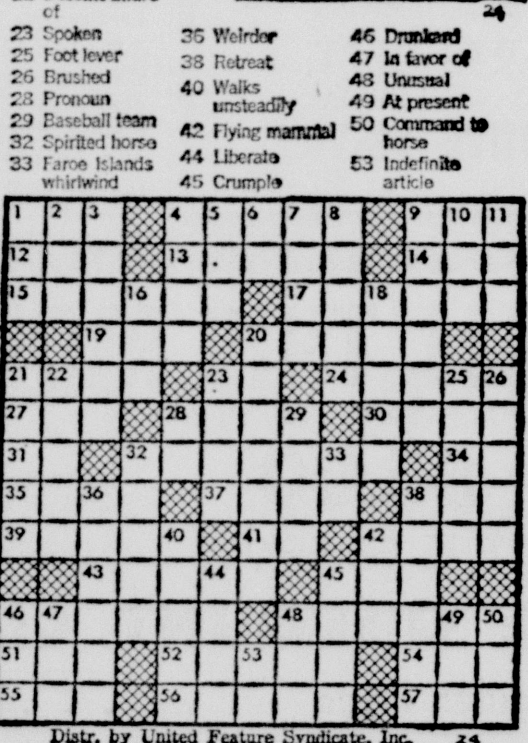 of
23 Spoken
25 Foot lever
26 Brushed
28 Pronoun
29 Baseball team
32 Spirited horse
33 Faroe Islands
whirlwind
36 Weirder
38 Retreat
40 Walks
unsteadily
42 Flying mammal
44 Liberate
45 Crumple
24
46 Drunkard
47 In favor of
48 Unusual
49 At present
50 Command to
horse
53 Indefinite
article
1 2 3 4 5 6 7 8 9 10 11
12 13 14
15 16 17 18
19 20
21 22 23 24 25 26
27 28 29 30
31 32 33 34
35 36 37 38
39 40 41 42
43 44 45
46 47 48 49 50
51 52 53 54
55 56 57
Distr. by United Feature Syndicate, Inc. 24